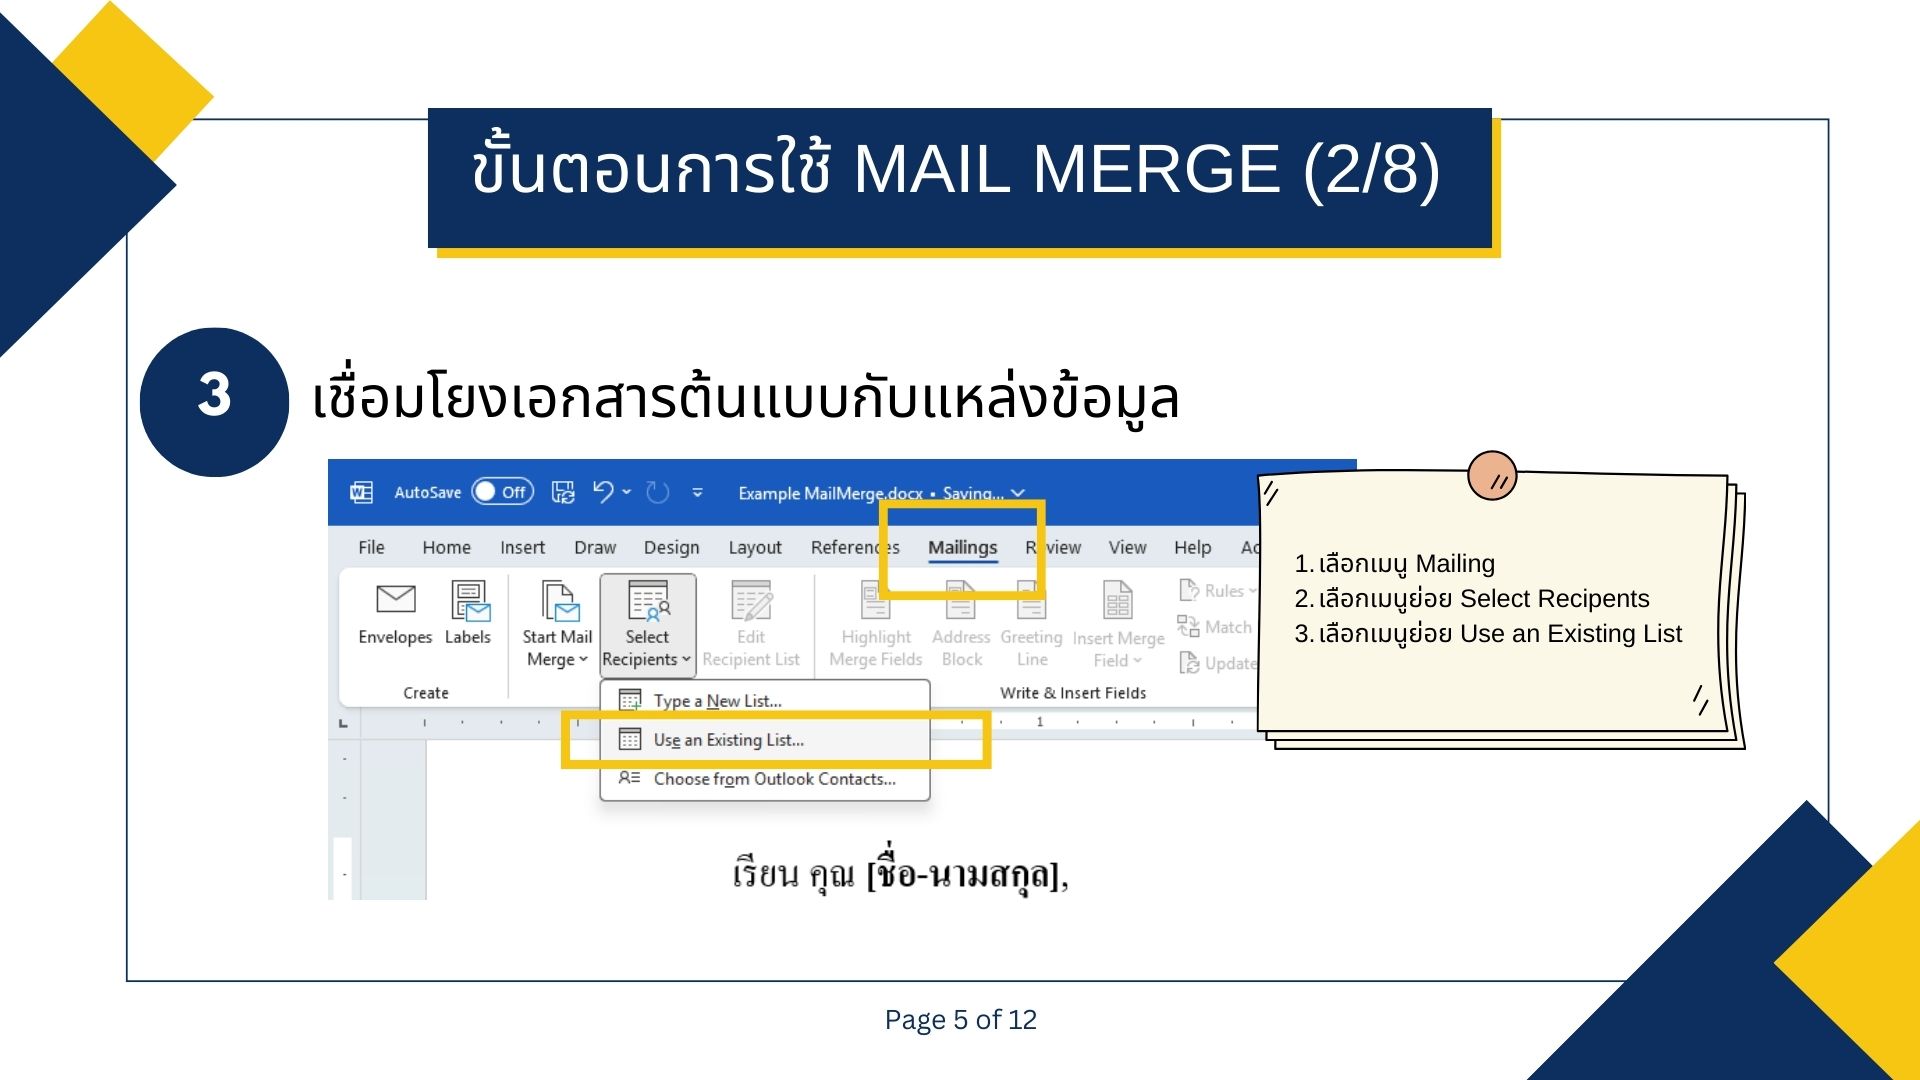 ขั้นตอนการใช้ MAIL MERGE (2/8)
3
เชื่อมโยงเอกสารต้นแบบกับแหล่งข้อมูล
AutoSave Off Example MailMerge.docx • Saving...
File Home Insert Draw Design Layout References Mailings Review View Help
Envelopes Labels Start Mail Merge Select Recipients Edit Recipient List Highlight Merge Fields Address Block Greeting Line Insert Merge Field Rules Match Update
Create Write & Insert Fields
Type a New List...
1
Use an Existing List...
Choose from Outlook Contacts...
เรียน คุณ [ชื่อ-นามสกุล],
1. เลือกเมนู Mailing
2. เลือกเมนูย่อย Select Recipents
3. เลือกเมนูย่อย Use an Existing List
Page 5 of 12